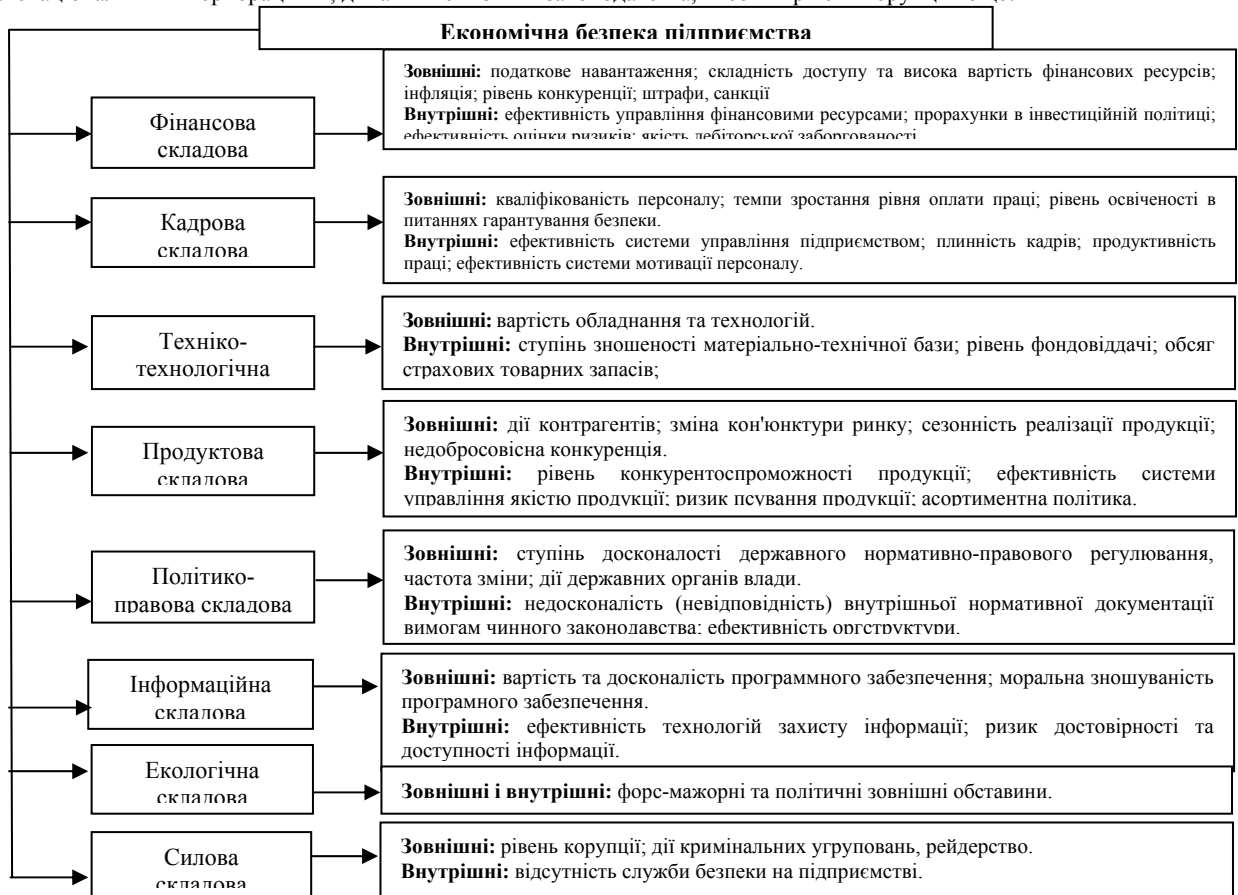 Економічна безпека підприємства
Зовнішні: податкове навантаження; складність доступу та висока вартість фінансових ресурсів;
інфляція; рівень конкуренції; штрафи, санкції
Внутрішні: ефективність управління фінансовими ресурсами; прорахунки в інвестиційній політиці;
ефективність оцінки ризиків; якість дебіторської заборгованості
Фінансова
складова
Зовнішні: кваліфікованість персоналу; темпи зростання рівня оплати праці; рівень освіченості в
питаннях гарантування безпеки.
Внутрішні: ефективність системи управління підприємством; плинність кадрів; продуктивність
праці; ефективність системи мотивації персоналу.
Кадрова
складова
Зовнішні: вартість обладнання та технологій.
Внутрішні: ступінь зношеності матеріально-технічної бази; рівень фондовіддачі; обсяг
страхових товарних запасів;
Техніко-
технологічна
Зовнішні: дії контрагентів; зміна кон'юнктури ринку; сезонність реалізації продукції;
недобросовісна конкуренція.
Внутрішні: рівень конкурентоспроможності продукції; ефективність системи
управління якістю продукції; ризик псування продукції; асортиментна політика.
Продуктова
складова
Зовнішні: ступінь досконалості державного нормативно-правового регулювання,
частота зміни; дії державних органів влади.
Внутрішні: недосконалість (невідповідність) внутрішньої нормативної документації
вимогам чинного законодавства; ефективність оргструктури.
Політико-
правова складова
Зовнішні: вартість та досконалість программного забезпечення; моральна зношуваність
програмного забезпечення.
Внутрішні: ефективність технологій захисту інформації; ризик достовірності та
доступності інформації.
Інформаційна
складова
Екологічна
складова
Зовнішні і внутрішні: форс-мажорні та політичні зовнішні обставини.
Зовнішні: рівень корупції; дії кримінальних угруповань, рейдерство.
Внутрішні: відсутність служби безпеки на підприємстві.
Силова
складова